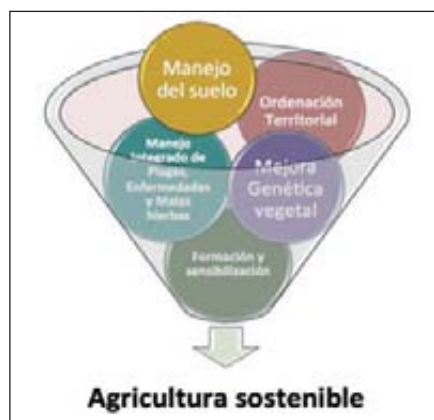 Manejo
del suelo
Ordenación
Territorial
Manejo
Integrado de
Plagas,
Enfermedades
y Malas
hierbas
Mejora
Genética
vegetal
Formación y
sensibilización
Agricultura sostenible